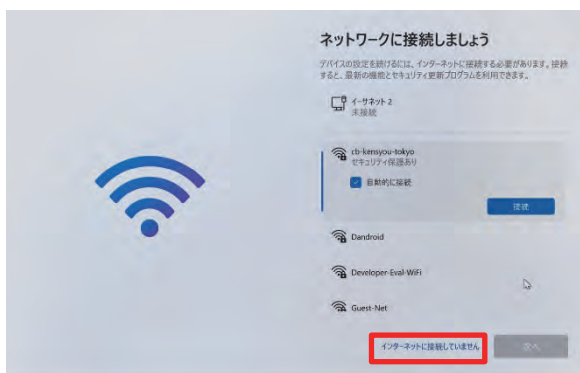 ネットワークに接続しましょう
デバイスの設定を続けるには、インターネットに接続する必要があります。接続
すると、最新の機能とセキュリティ更新プログラムを利用できます。
イーサネット 2
未接続
cb-kensyou-tokyo
セキュリティ保護あり
自動的に接続
接続
Dandroid
Developer-Eval-WiFi
Guest-Net
インターネットに接続していません
次へ